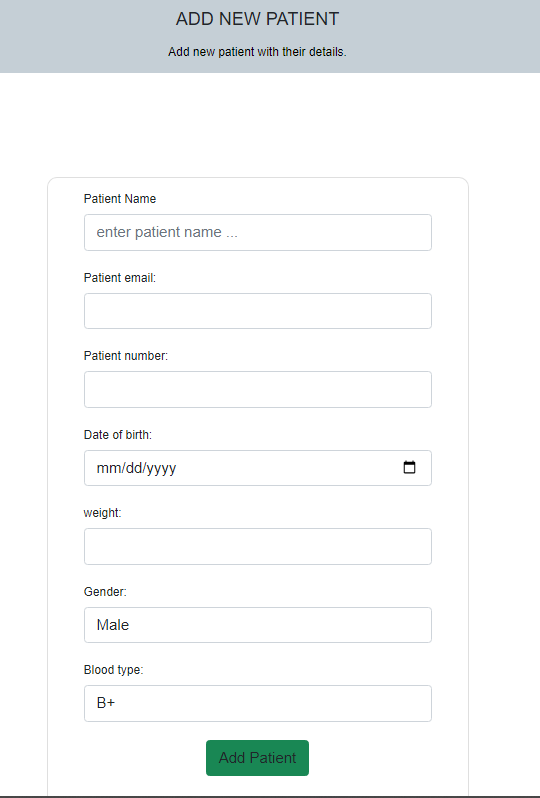 ADD NEW PATIENT
Add new patient with their details.
Patient Name
enter patient name ...
Patient email:
Patient number:
Date of birth:
mm/dd/yyyy
weight:
Gender:
Male
Blood type:
B+
Add Patient